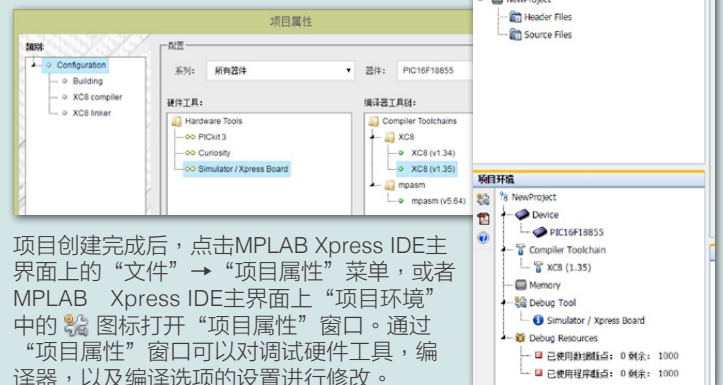 项目属性
类别:
Configuration
Building
XC8 compiler
XC8 linker
配置
系列: 所有器件
器件: PIC16F18855
硬件工具:
Hardware Tools
PICkit 3
Curiosity
Simulator / Xpress Board
编译器工具链:
Compiler Toolchains
XC8
XC8 (v1.34)
XC8 (v1.35)
mpasm
mpasm (v5.64)
项目创建完成后，点击MPLAB Xpress IDE主
界面上的“文件”→“项目属性”菜单，或者
MPLAB Xpress IDE主界面上“项目环境”
中的 图标打开“项目属性”窗口。通过
“项目属性”窗口可以对调试硬件工具，编
译器，以及编译选项的设置进行修改。
NewProject
Header Files
Source Files
项目环境
NewProject
Device
PIC16F18855
Compiler Toolchain
XC8 (1.35)
Memory
Debug Tool
Simulator / Xpress Board
Debug Resources
已使用数据断点: 0 剩余: 1000
已使用程序断点: 0 剩余: 1000